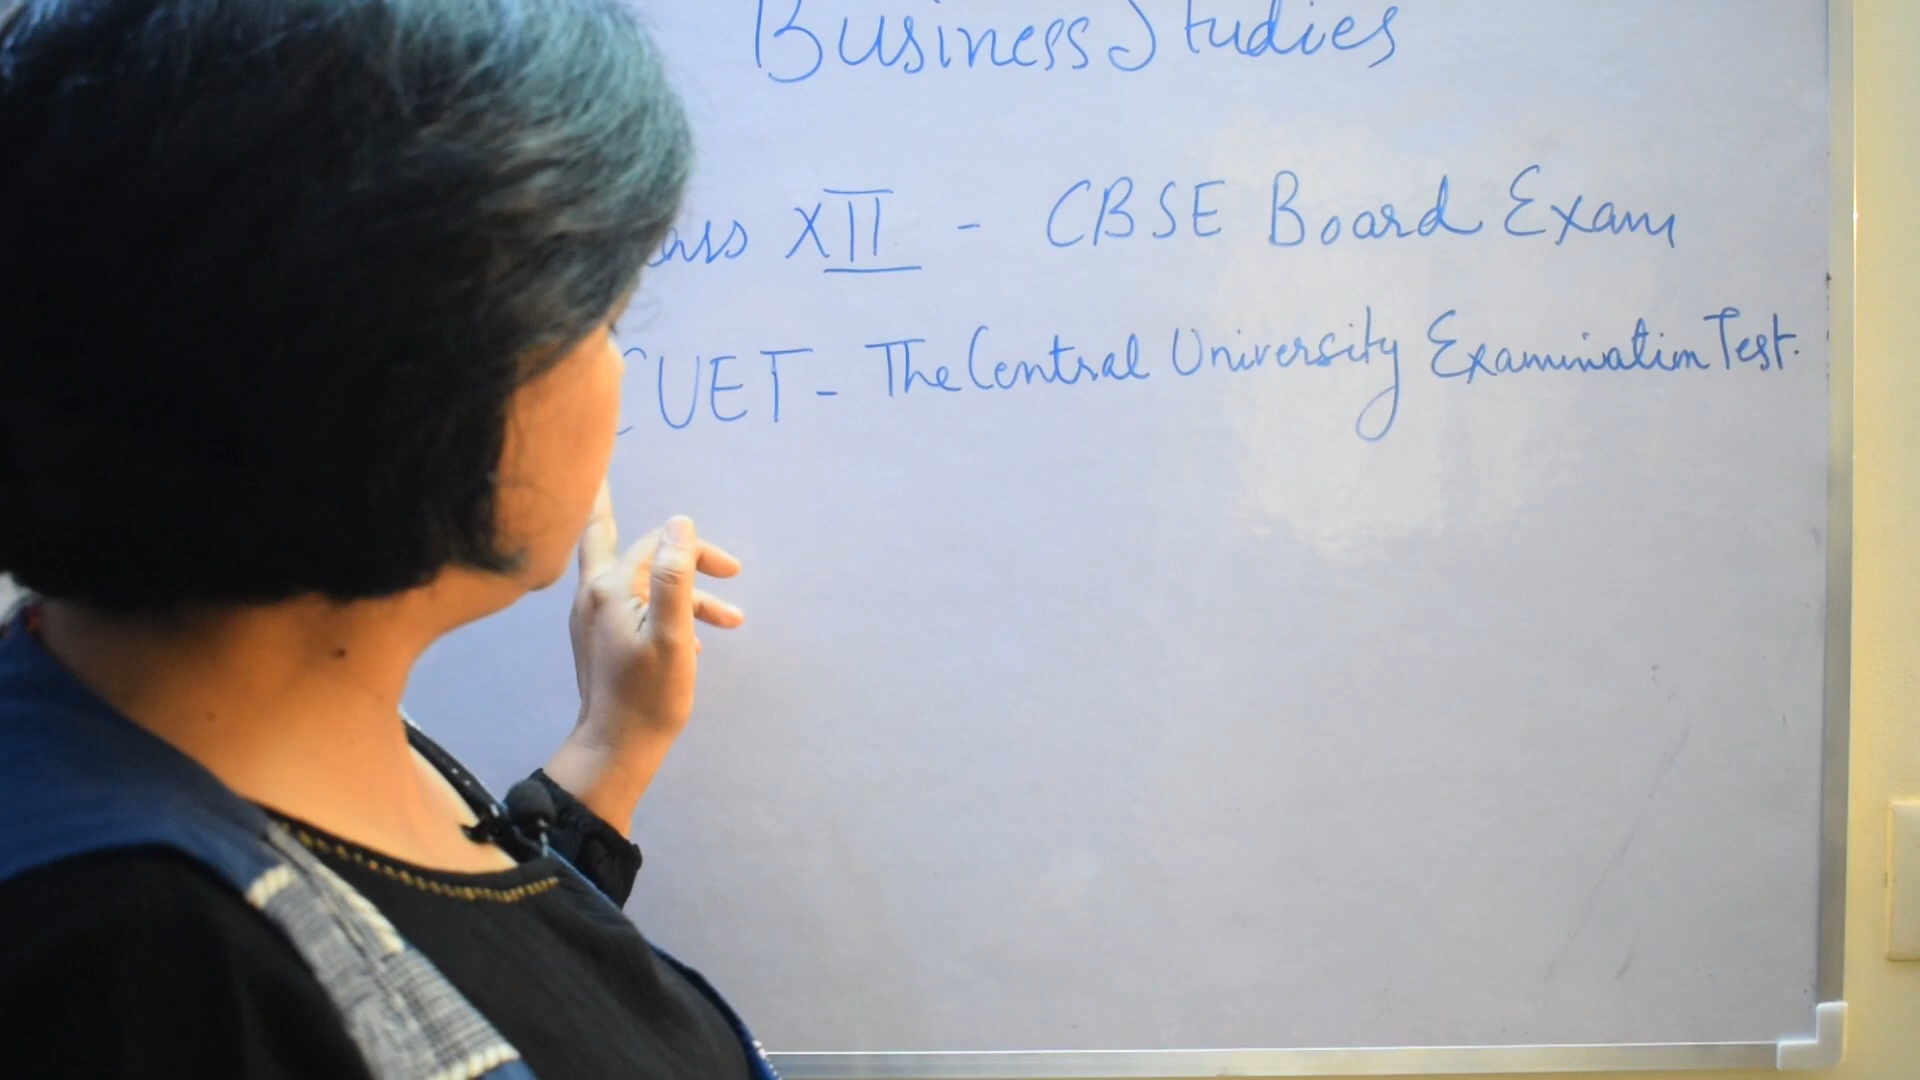 Business Studies
Class XII - CBSE Board Exam
CUET - The Central University Examination Test.